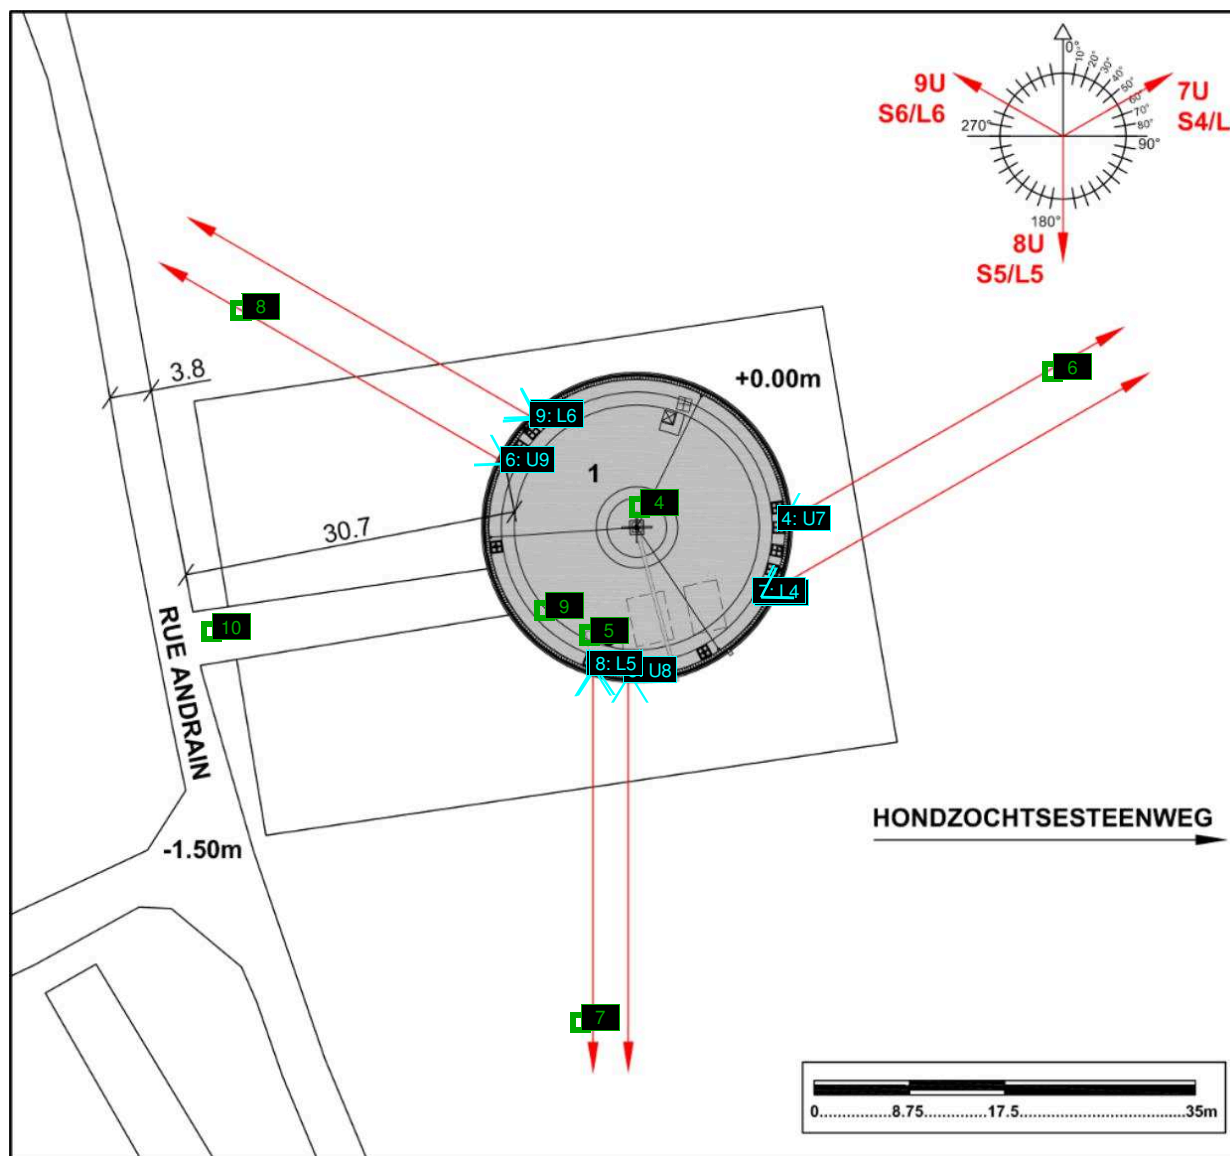 0°
10°
20°
30°
40°
50°
60°
70°
80°
90°
9U
S6/L6
7U
S4/L
270°
180°
8U
S5/L5
8
6
3.8
+0.00m
9: L6
6: U9
1
4
4: U7
30.7
7: L4
9
5
10
8: L5
U8
RUE ANDRAIN
HONDZOCHTSESTEENWEG
-1.50m
7
0..............8.75.............17.5................................35m